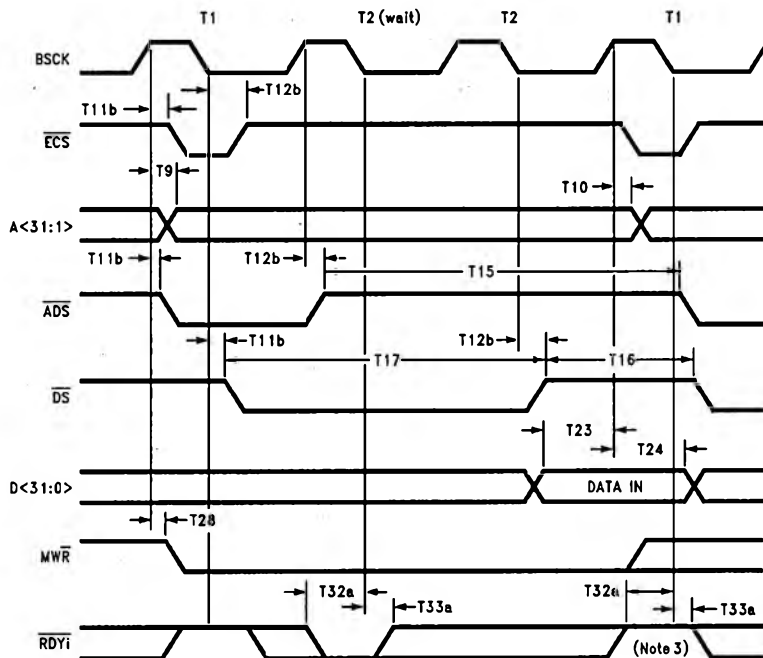 T1 T2 (wait) T2 T1
BSCK
T11b T12b
ECS
T9 T10
A<31:1>
T11b T12b T15
ADS
T11b T17 T12b T16
DS
T23 T24
D<31:0> DATA IN
T28
MWR
T32a T33a T32a T33a
RDYi (Note 3)